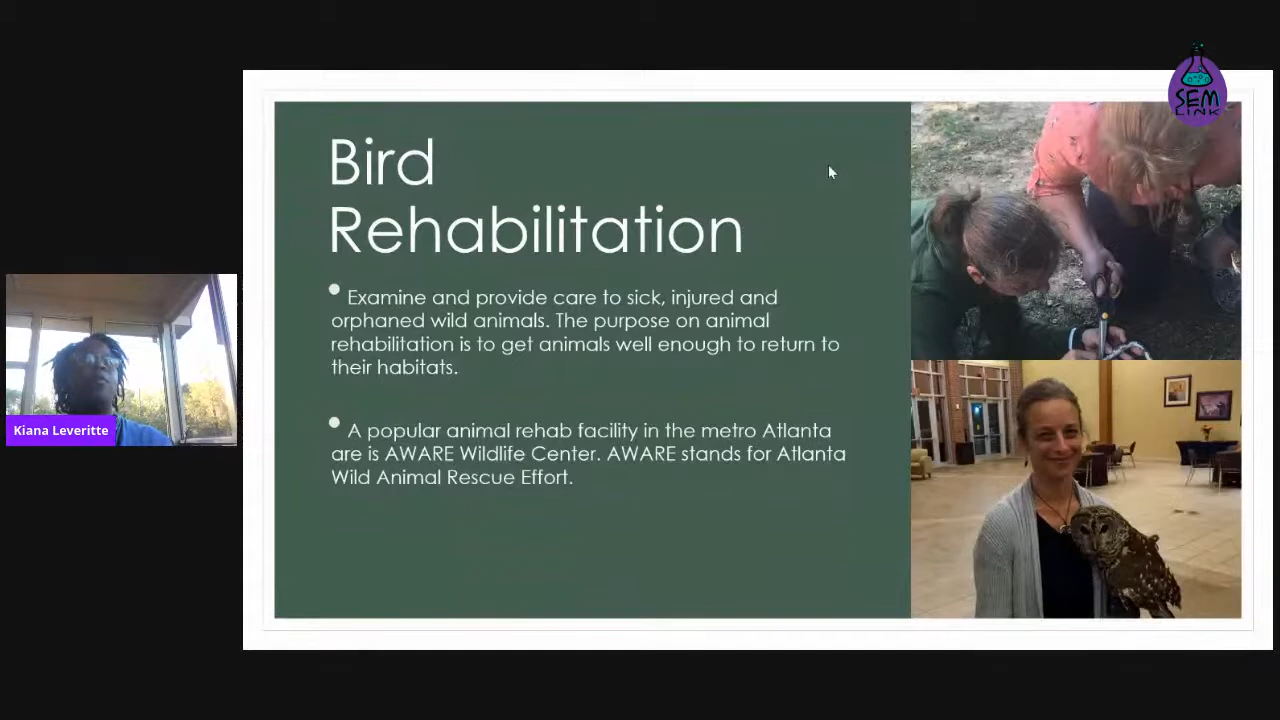 SEM
LINK
Bird
Rehabilitation
• Examine and provide care to sick, injured and
orphaned wild animals. The purpose on animal
rehabilitation is to get animals well enough to return to
their habitats.
• A popular animal rehab facility in the metro Atlanta
are is AWARE Wildlife Center. AWARE stands for Atlanta
Wild Animal Rescue Effort.
Kiana Leveritte